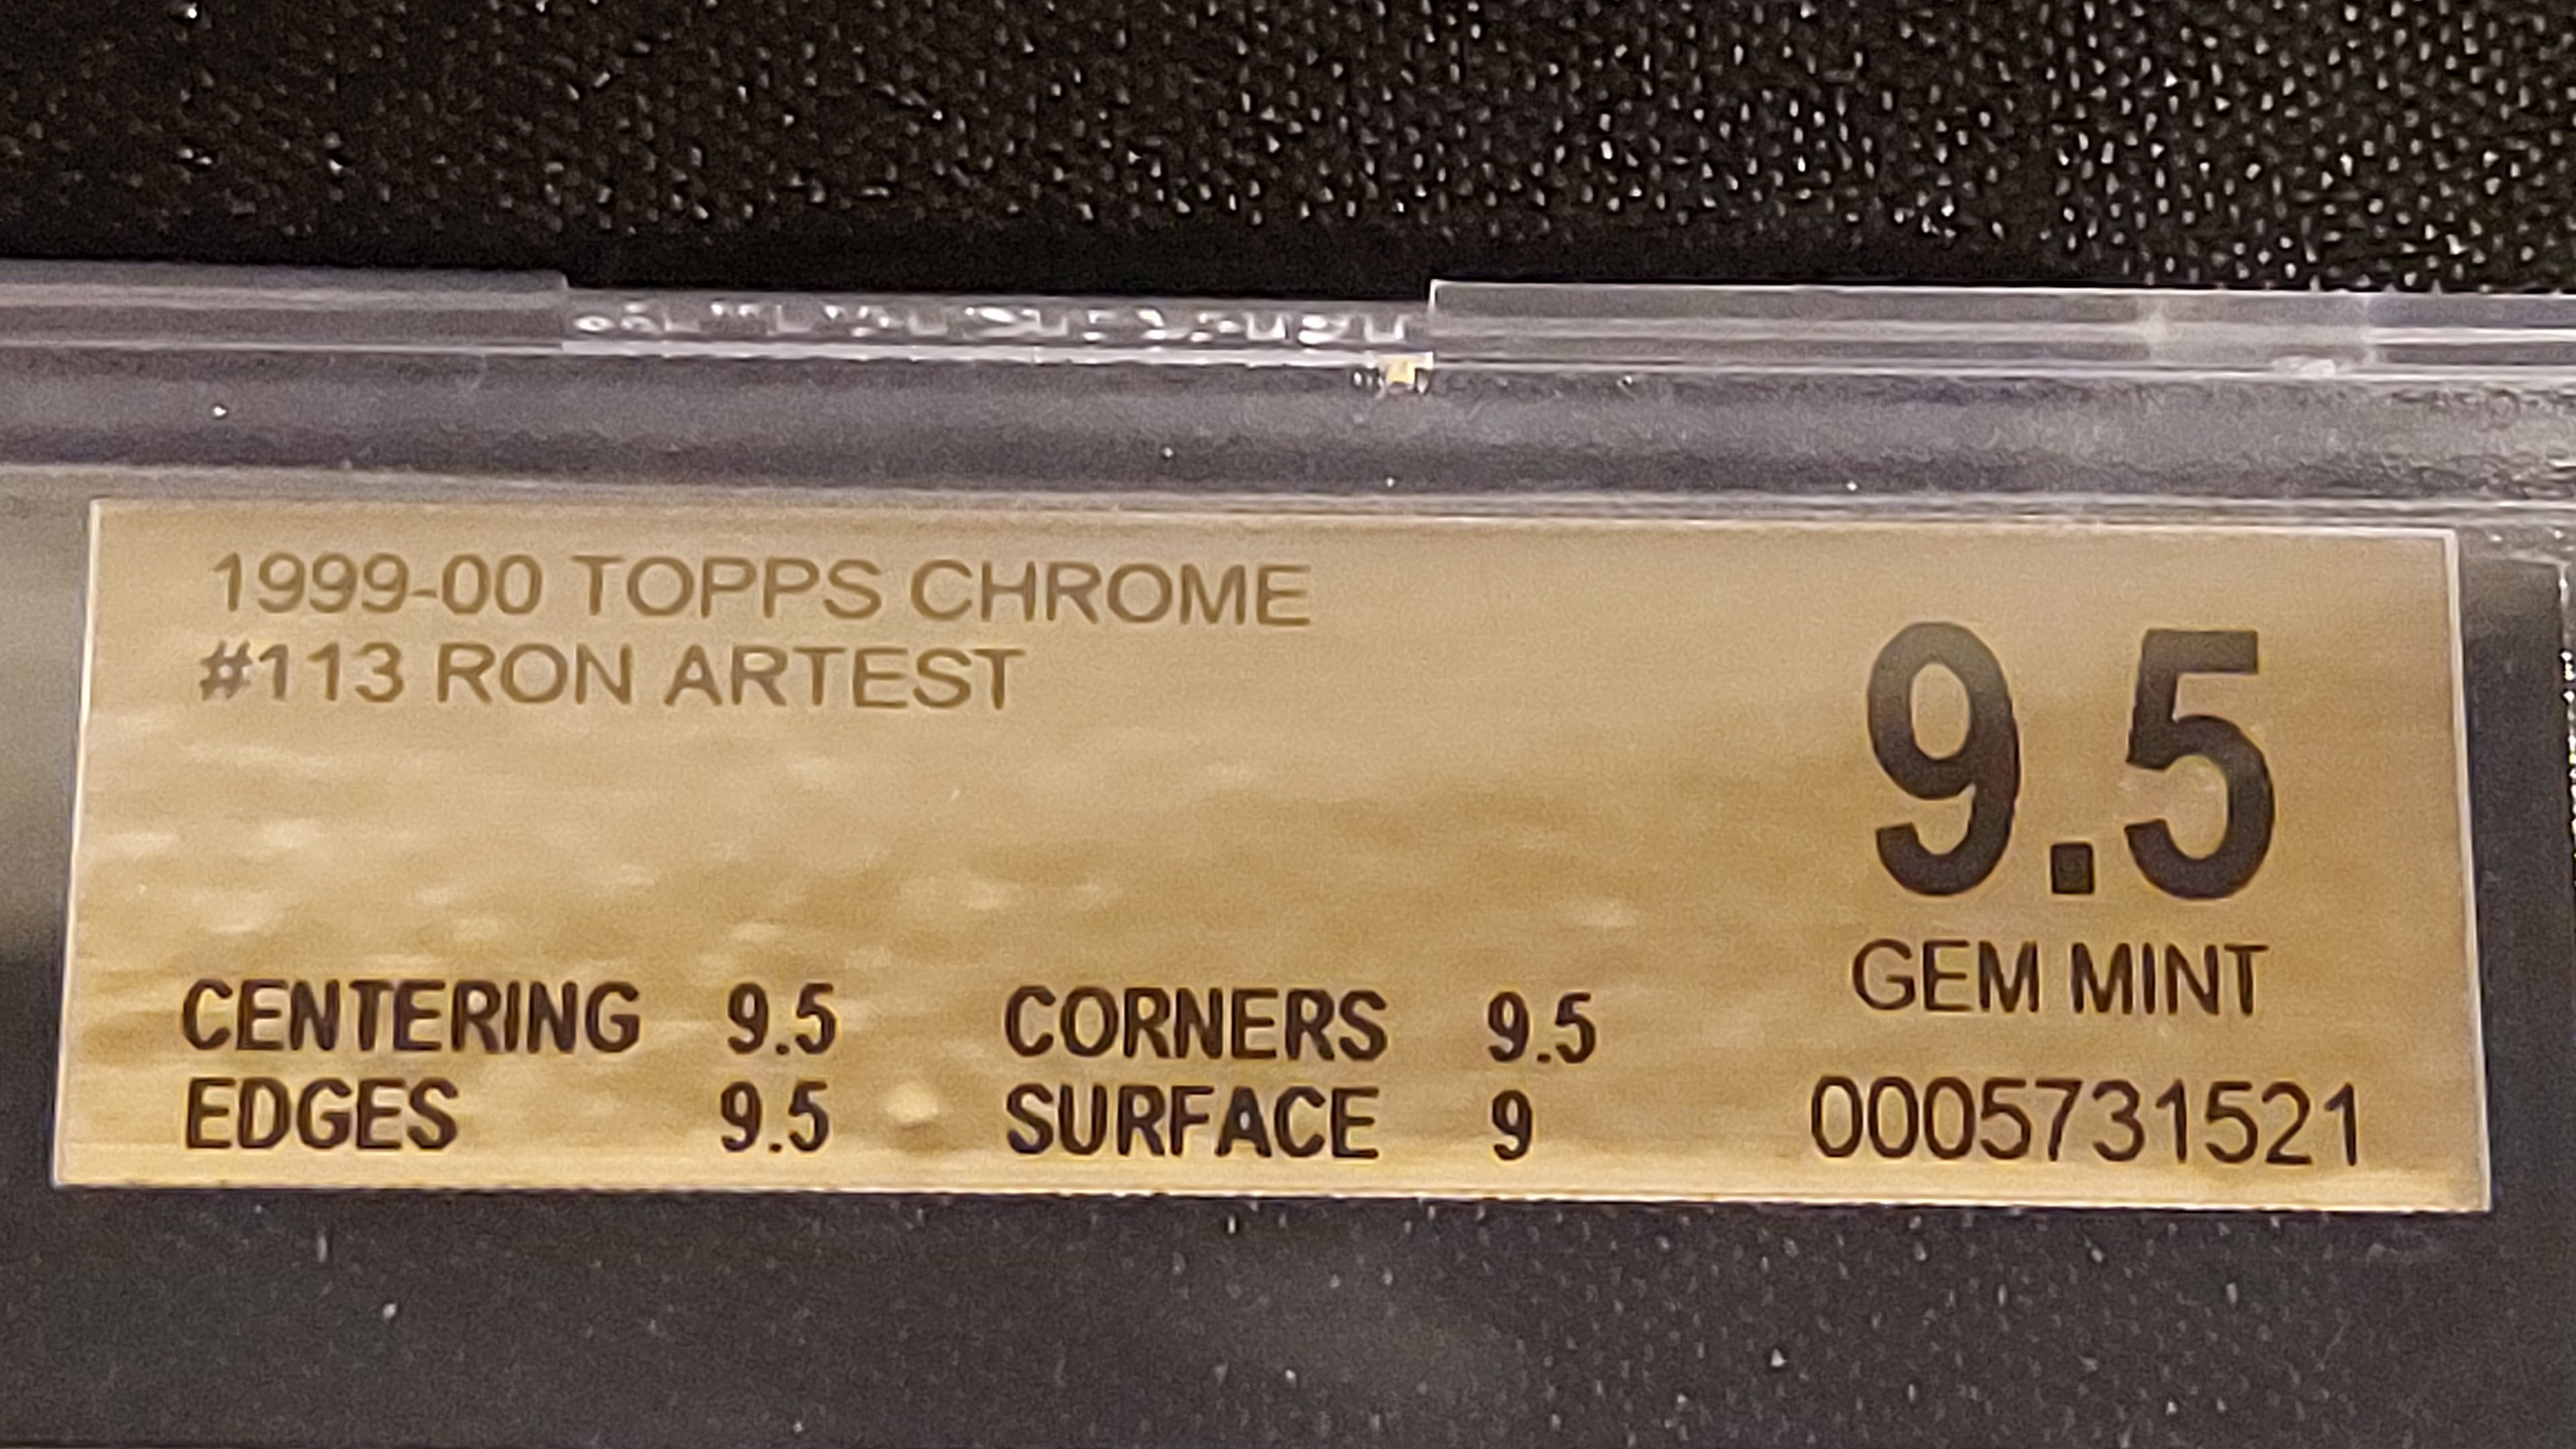 1999-00 TOPPS CHROME
#113 RON ARTEST
9.5
GEM MINT
CENTERING 9.5 CORNERS 9.5
EDGES 9.5 SURFACE 9
0005731521